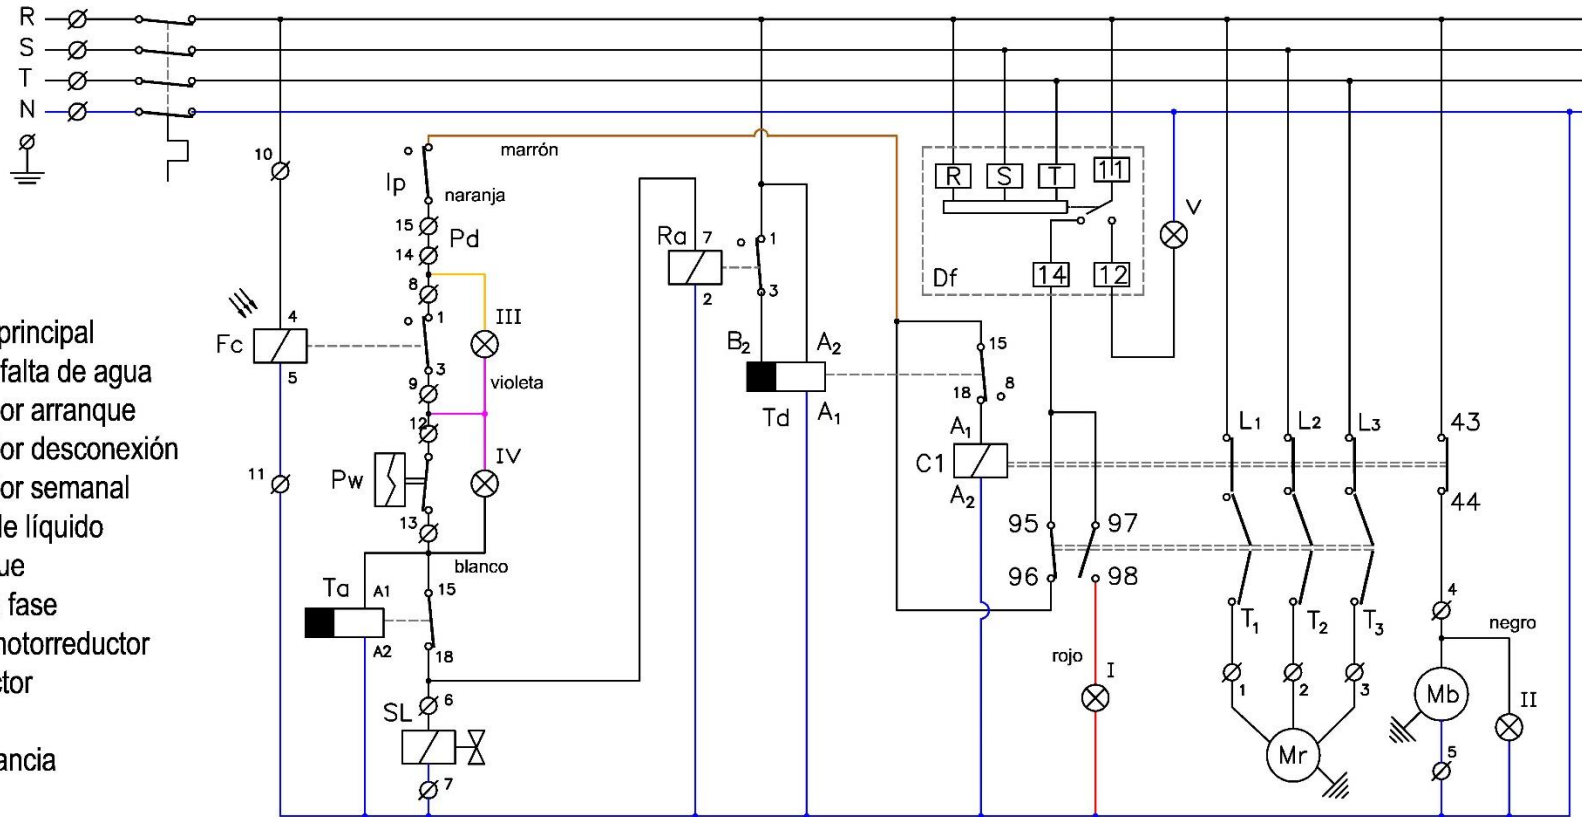 R
S
T
N
10
marrón
Ip
naranja
15
14
Pd
8
4
Fc
5
1
3
III
9
violeta
12
11
Pw
IV
13
blanco
Ta
A1
A2
15
18
SL
6
7
Ra
7
2
1
3
B2
A2
Td
A1
R
S
T
11
Df
14
12
V
15
18
8
A1
C1
A2
95
97
96
98
rojo
I
L1
L2
L3
43
44
T1
T2
T3
1
2
3
Mr
4
negro
Mb
II
5
principal
falta de agua
or arranque
or desconexión
or semanal
le líquido
ue
fase
notorreductor
ctor
ancia